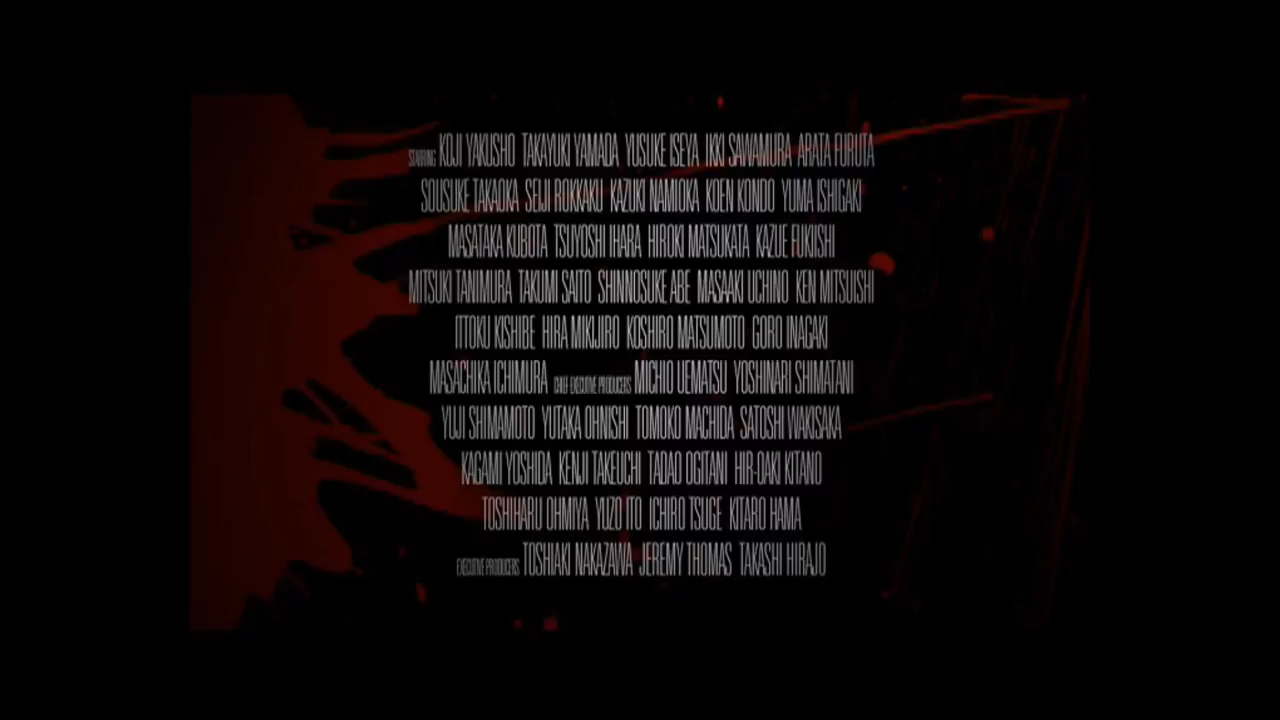 STARRING KOJI YAKUSHO TAKAYUKI YAMADA YUSUKE ISEYA IKKI SAWAMURA ARATA FURUTA
SOUSUKE TAKAOKA SEIJI ROKKAKU KAZUKI NAMIOKA KOEN KONDO YUMA ISHIGAKI
MASATAKA KUBOTA TSUYOSHI IHARA HIROKI MATSUKATA KAZUE FUKIISHI
MITSUKI TANIMURA TAKUMI SAITO SHINNOSUKE ABE MASAAKI UCHINO KEN MITSUISHI
ITTOKU KISHIBE HIRA MIKIJIRO KOSHIRO MATSUMOTO GORO INAGAKI
MASACHIKA ICHIMURA CHIEF EXECUTIVE PRODUCERS MICHIO UEMATSU YOSHINARI SHIMATANI
YUJI SHIMAMOTO YUTAKA OHNISHI TOMOKO MACHIDA SATOSHI WAKISAKA
KAGAMI YOSHIDA KENJI TAKEUCHI TADAO OGITANI HIR-OAKI KITANO
TOSHIHARU OHMIYA YUZO ITO ICHIRO TSUGE KITARO HAMA
EXECUTIVE PRODUCERS TOSHIAKI NAKAZAWA JEREMY THOMAS TAKASHI HIRAJO